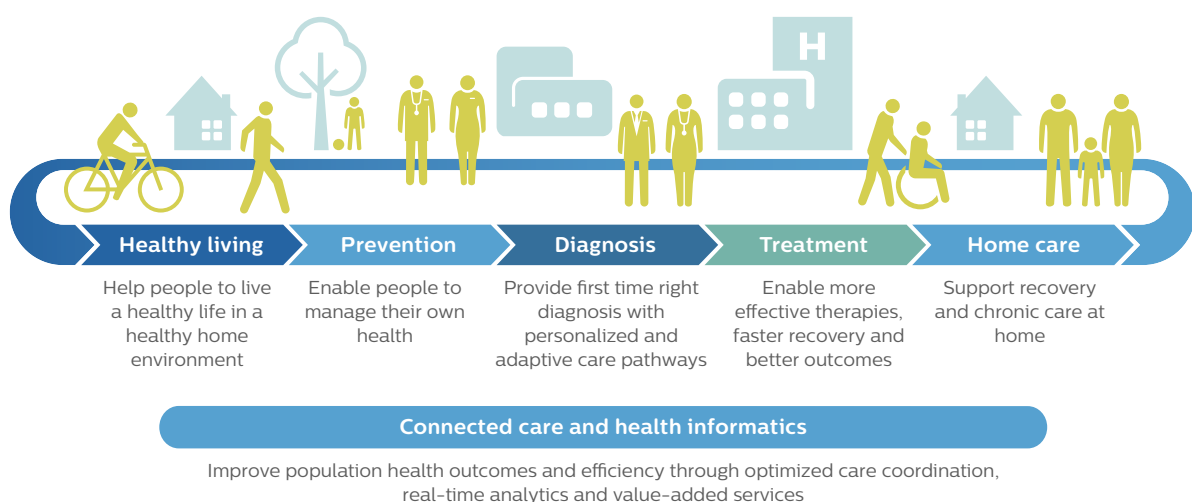 H
Healthy living
Prevention
Diagnosis
Treatment
Home care
Help people to live
a healthy life in a
healthy home
environment
Enable people to
manage their own
health
Provide first time right
diagnosis with
personalized and
adaptive care pathways
Enable more
effective therapies,
faster recovery and
better outcomes
Support recovery
and chronic care at
home
Connected care and health informatics
Improve population health outcomes and efficiency through optimized care coordination,
real-time analytics and value-added services